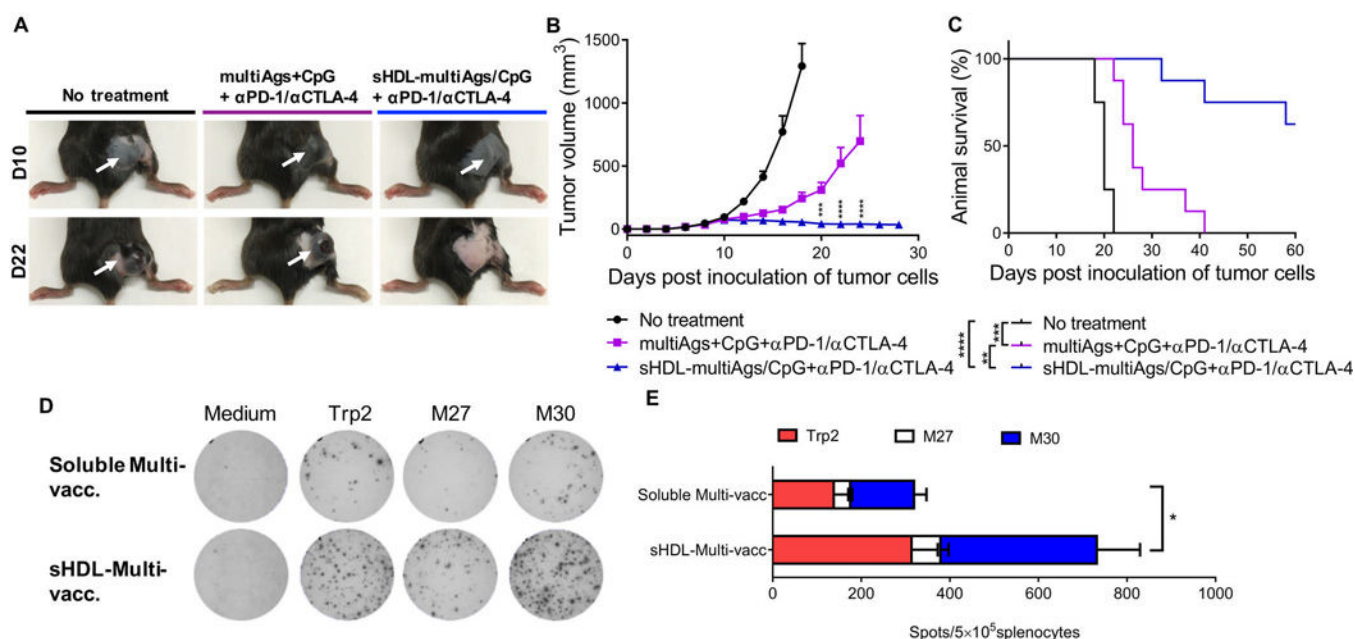 A
No treatment
multiAgs+CpG
+ αPD-1/αCTLA-4
sHDL-multiAgs/CpG
+ αPD-1/αCTLA-4
D10
D22
B
Tumor volume (mm³)
1500
1000
500
0
0 10 20 30
Days post inoculation of tumor cells
****
****
****
No treatment
multiAgs+CpG+αPD-1/αCTLA-4
sHDL-multiAgs/CpG+αPD-1/αCTLA-4
C
Animal survival (%)
100
50
0
0 10 20 30 40 50 60
Days post inoculation of tumor cells
****
**
***
No treatment
multiAgs+CpG+αPD-1/αCTLA-4
sHDL-multiAgs/CpG+αPD-1/αCTLA-4
D
Medium Trp2 M27 M30
Soluble Multi-
vacc.
sHDL-Multi-
vacc.
E
Trp2 M27 M30
Soluble Multi-vacc
sHDL-Multi-vacc
*
0 200 400 600 800 1000
Spots/5×10⁵splenocytes